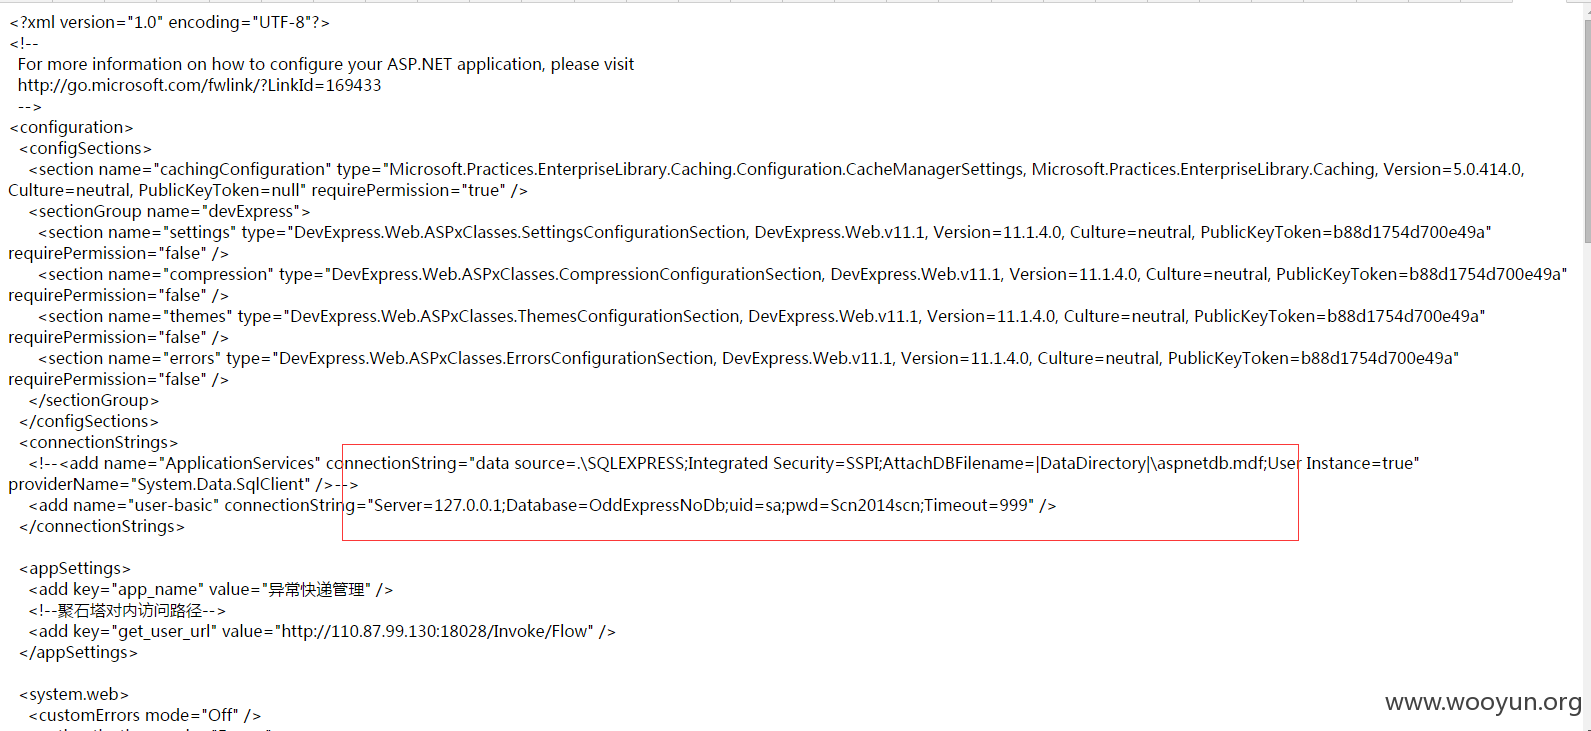 <?xml version="1.0" encoding="UTF-8"?>
<!--
For more information on how to configure your ASP.NET application, please visit
http://go.microsoft.com/fwlink/?LinkId=169433
-->
<configuration>
<configSections>
<section name="cachingConfiguration" type="Microsoft.Practices.EnterpriseLibrary.Caching.Configuration.CacheManagerSettings, Microsoft.Practices.EnterpriseLibrary.Caching, Version=5.0.414.0,
Culture=neutral, PublicKeyToken=null" requirePermission="true" />
<sectionGroup name="devExpress">
<section name="settings" type="DevExpress.Web.ASPxClasses.SettingsConfigurationSection, DevExpress.Web.v11.1, Version=11.1.4.0, Culture=neutral, PublicKeyToken=b88d1754d700e49a"
requirePermission="false" />
<section name="compression" type="DevExpress.Web.ASPxClasses.CompressionConfigurationSection, DevExpress.Web.v11.1, Version=11.1.4.0, Culture=neutral, PublicKeyToken=b88d1754d700e49a"
requirePermission="false" />
<section name="themes" type="DevExpress.Web.ASPxClasses.ThemesConfigurationSection, DevExpress.Web.v11.1, Version=11.1.4.0, Culture=neutral, PublicKeyToken=b88d1754d700e49a"
requirePermission="false" />
<section name="errors" type="DevExpress.Web.ASPxClasses.ErrorsConfigurationSection, DevExpress.Web.v11.1, Version=11.1.4.0, Culture=neutral, PublicKeyToken=b88d1754d700e49a"
requirePermission="false" />
</sectionGroup>
</configSections>
<connectionStrings>
<!--<add name="ApplicationServices" connectionString="data source=.\SQLEXPRESS;Integrated Security=SSPI;AttachDBFilename=|DataDirectory|\aspnetdb.mdf;User Instance=true"
providerName="System.Data.SqlClient" />-->
<add name="user-basic" connectionString="Server=127.0.0.1;Database=OddExpressNoDb;uid=sa;pwd=Scn2014scn;Timeout=999" />
</connectionStrings>
<appSettings>
<add key="app_name" value="异常快递管理" />
<!--聚石塔对内访问路径-->
<add key="get_user_url" value="http://110.87.99.130:18028/Invoke/Flow" />
</appSettings>
<system.web>
<customErrors mode="Off" />
www.wooyun.org